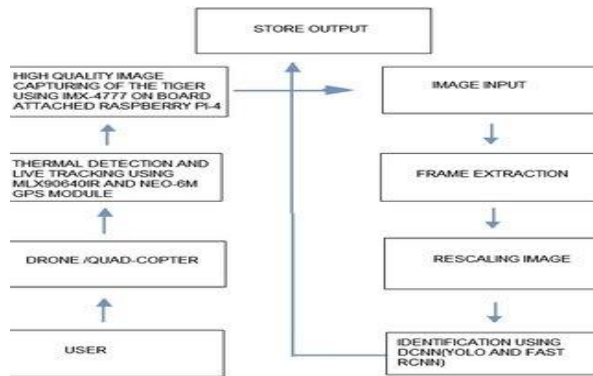 STORE OUTPUT
HIGH QUALITY IMAGE
CAPTURING OF THE TIGER
USING IMX-4777 ON BOARD
ATTACHED RASPBERRY PI-4
IMAGE INPUT
THERMAL DETECTION AND
LIVE TRACKING USING
MLX90640IR AND NEO-6M
GPS MODULE
FRAME EXTRACTION
DRONE /QUAD-COPTER
RESCALING IMAGE
USER
IDENTIFICATION USING
DCNN(YOLO AND FAST
RCNN)